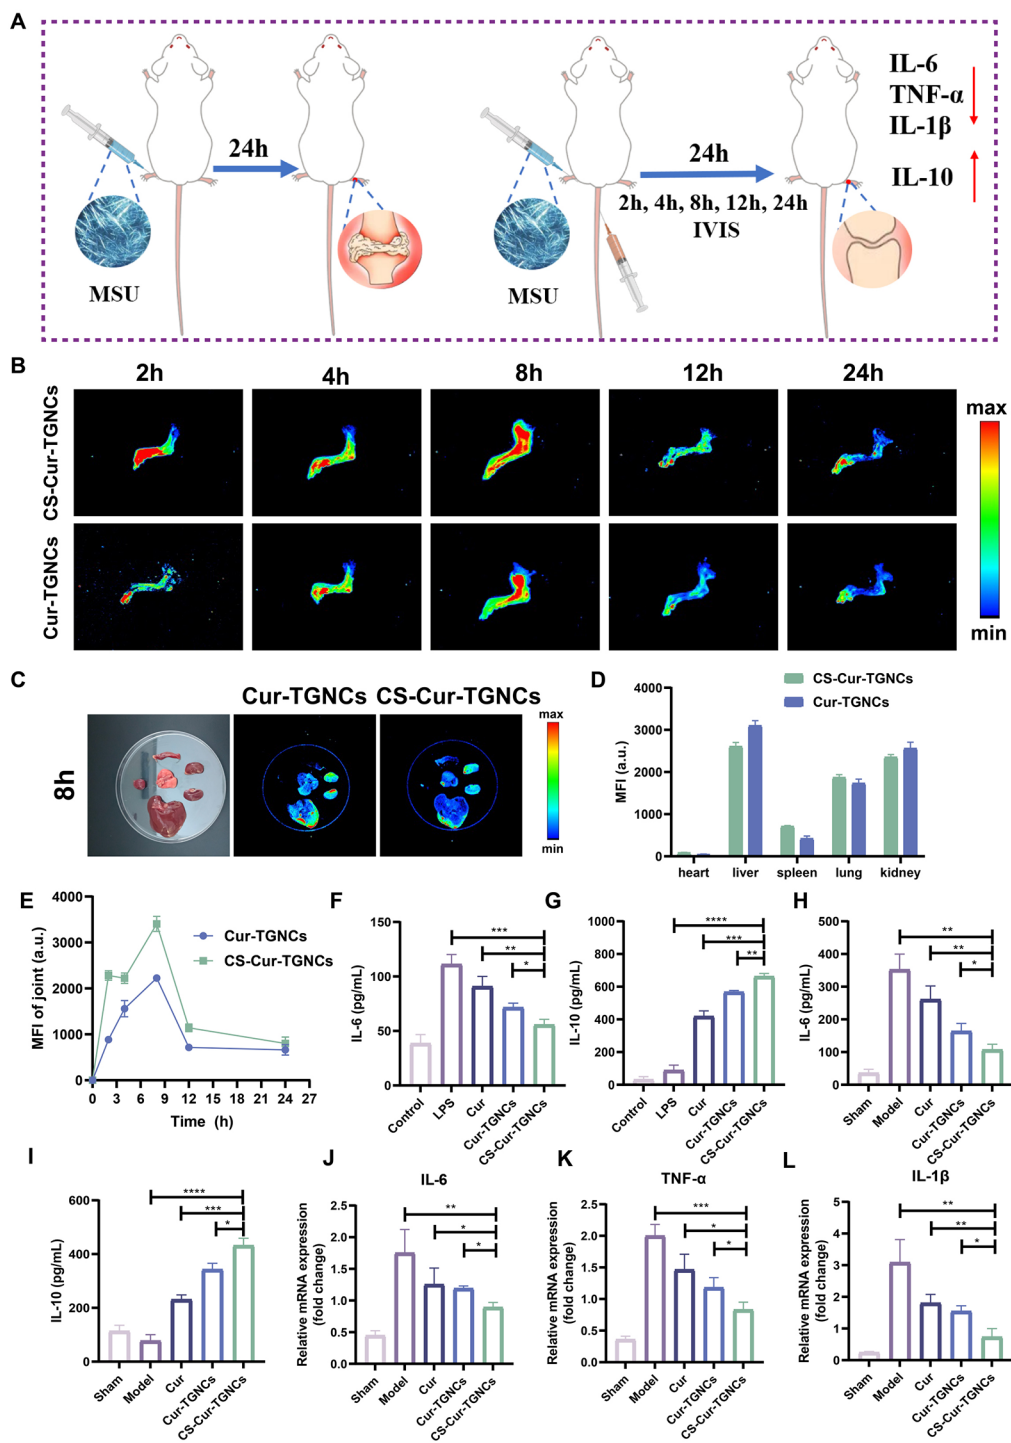 A
24h
MSU
24h
2h, 4h, 8h, 12h, 24h
IVIS
MSU
IL-6
TNF-α
IL-1β
IL-10
B
2h
4h
8h
12h
24h
CS-Cur-TGNCs
Cur-TGNCs
max
min
C
Cur-TGNCs
CS-Cur-TGNCs
8h
max
min
D
CS-Cur-TGNCs
Cur-TGNCs
MFI (a.u.)
4000
3000
2000
1000
0
heart
liver
spleen
lung
kidney
E
MFI of joint (a.u.)
4000
3000
2000
1000
0
Cur-TGNCs
CS-Cur-TGNCs
0 3 6 9 12 15 18 21 24 27
Time (h)
F
IL-6 (pg/mL)
150
100
50
0
***
**
*
Control
LPS
Cur
Cur-TGNCs
CS-Cur-TGNCs
G
IL-10 (pg/mL)
1000
800
600
400
200
0
****
***
**
Control
LPS
Cur
Cur-TGNCs
CS-Cur-TGNCs
H
IL-6 (pg/mL)
500
400
300
200
100
0
**
**
*
Sham
Model
Cur
Cur-TGNCs
CS-Cur-TGNCs
I
IL-10 (pg/mL)
600
400
200
0
****
***
*
Sham
Model
Cur
Cur-TGNCs
CS-Cur-TGNCs
J
IL-6
Relative mRNA expression
(fold change)
2.5
2.0
1.5
1.0
0.5
0.0
**
*
*
Sham
Model
Cur
Cur-TGNCs
CS-Cur-TGNCs
K
TNF-α
Relative mRNA expression
(fold change)
2.5
2.0
1.5
1.0
0.5
0.0
***
*
*
Sham
Model
Cur
Cur-TGNCs
CS-Cur-TGNCs
L
IL-1β
Relative mRNA expression
(fold change)
5
4
3
2
1
0
**
**
*
Sham
Model
Cur
Cur-TGNCs
CS-Cur-TGNCs